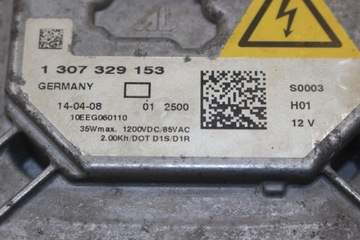 1 307 329 153
GERMANY
S0003
14-04-08 01 2500
H01
10EEG060110
35Wmax. 1200VDC/85VAC
12 V
2.00Kh/DOT D1S/D1R